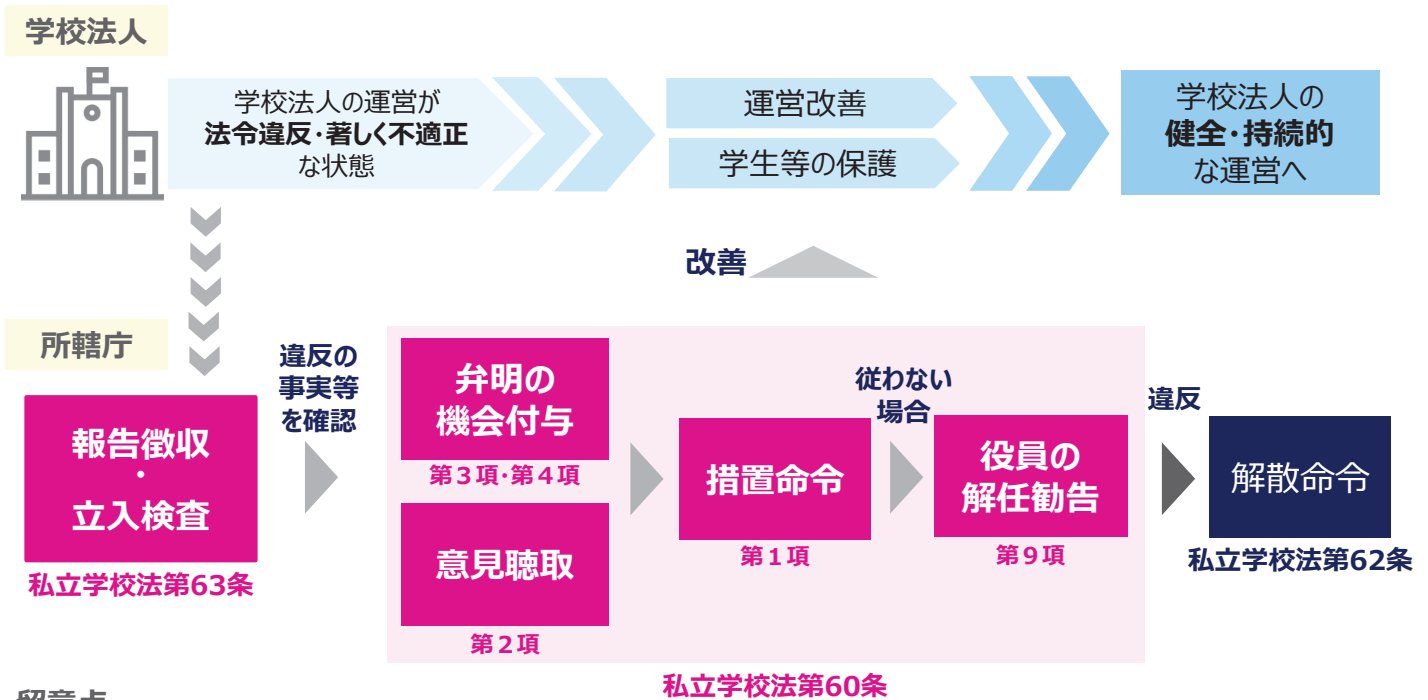 学校法人
学校法人の運営が
法令違反・著しく不適正
な状態
運営改善
学生等の保護
学校法人の
健全・持続的
な運営へ
改善
所轄庁
報告徴収
・
立入検査
私立学校法第63条
違反の
事実等
を確認
弁明の
機会付与
第3項・第4項
意見聴取
第2項
措置命令
第1項
従わない
場合
役員の
解任勧告
第9項
私立学校法第60条
違反
解散命令
私立学校法第62条
留意点